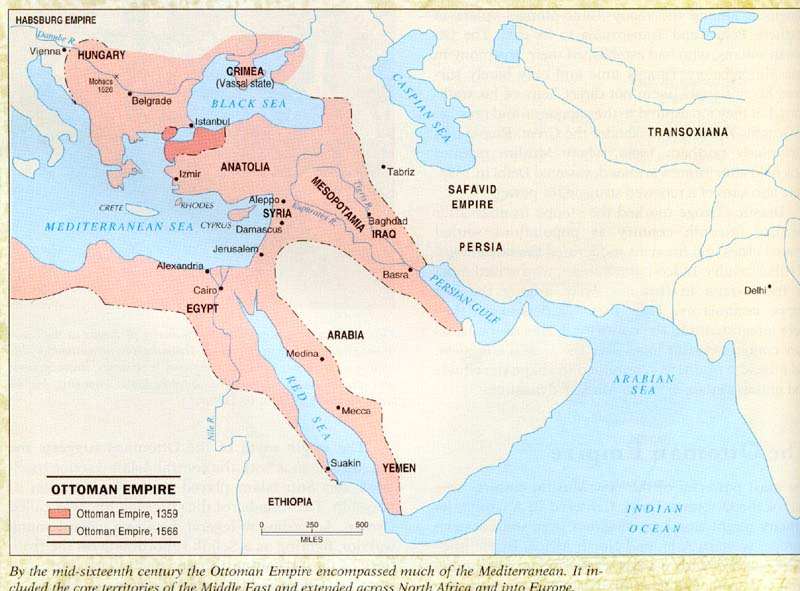 HABSBURG EMPIRE
Danube R.
Vienna
HUNGARY
Mohacs
1526
Belgrade
CRIMEA
(Vassal state)
BLACK SEA
Istanbul
CASPIAN SEA
TRANSOXIANA
ANATOLIA
Izmir
Tabriz
MESOPOTAMIA
Tigris R.
SAFAVID
EMPIRE
Aleppo
SYRIA
Euphrates R.
Baghdad
IRAQ
CRETE
RHODES
CYPRUS
Damascus
MEDITERRANEAN SEA
PERSIA
Jerusalem
Alexandria
Basra
PERSIAN GULF
Cairo
EGYPT
Delhi
ARABIA
Medina
RED SEA
ARABIAN
SEA
Mecca
Nile R.
Suakin
YEMEN
ETHIOPIA
INDIAN
OCEAN
OTTOMAN EMPIRE
Ottoman Empire, 1359
Ottoman Empire, 1566
0 250 500
MILES
By the mid-sixteenth century the Ottoman Empire encompassed much of the Mediterranean. It in-
cluded the core territories of the Middle East and extended across North Africa and into Europe.